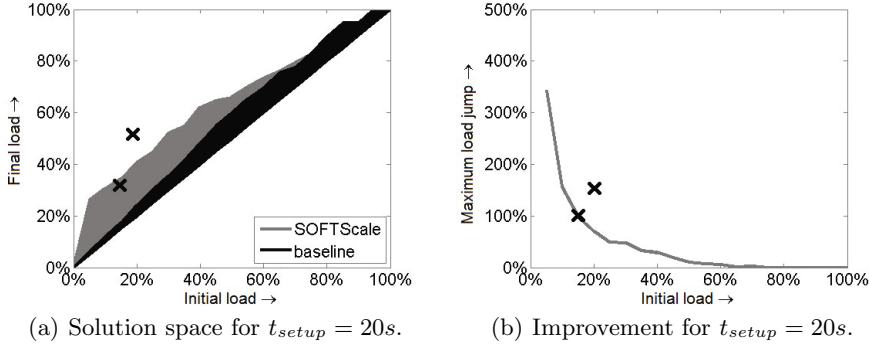 100%
80%
60%
40%
20%
0%
Final load →
0% 20% 40% 60% 80% 100%
Initial load →
SOFTScale
baseline
(a) Solution space for t_setup = 20s.
500%
400%
300%
200%
100%
0%
Maximum load jump →
0% 20% 40% 60% 80% 100%
Initial load →
(b) Improvement for t_setup = 20s.